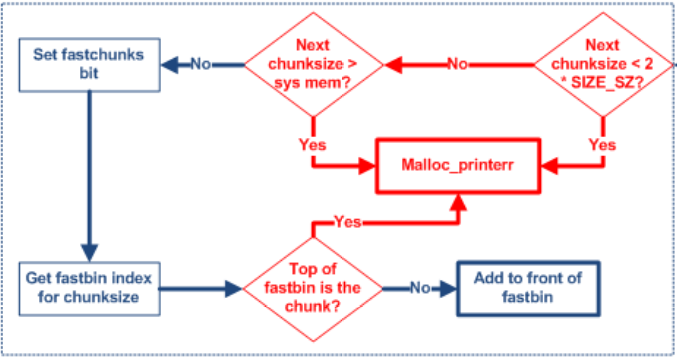 Set fastchunks
bit
No
Next
chunksize >
sys mem?
No
Next
chunksize < 2
* SIZE_SZ?
Yes
Yes
Malloc_printerr
Yes
Get fastbin index
for chunksize
Top of
fastbin is the
chunk?
No
Add to front of
fastbin